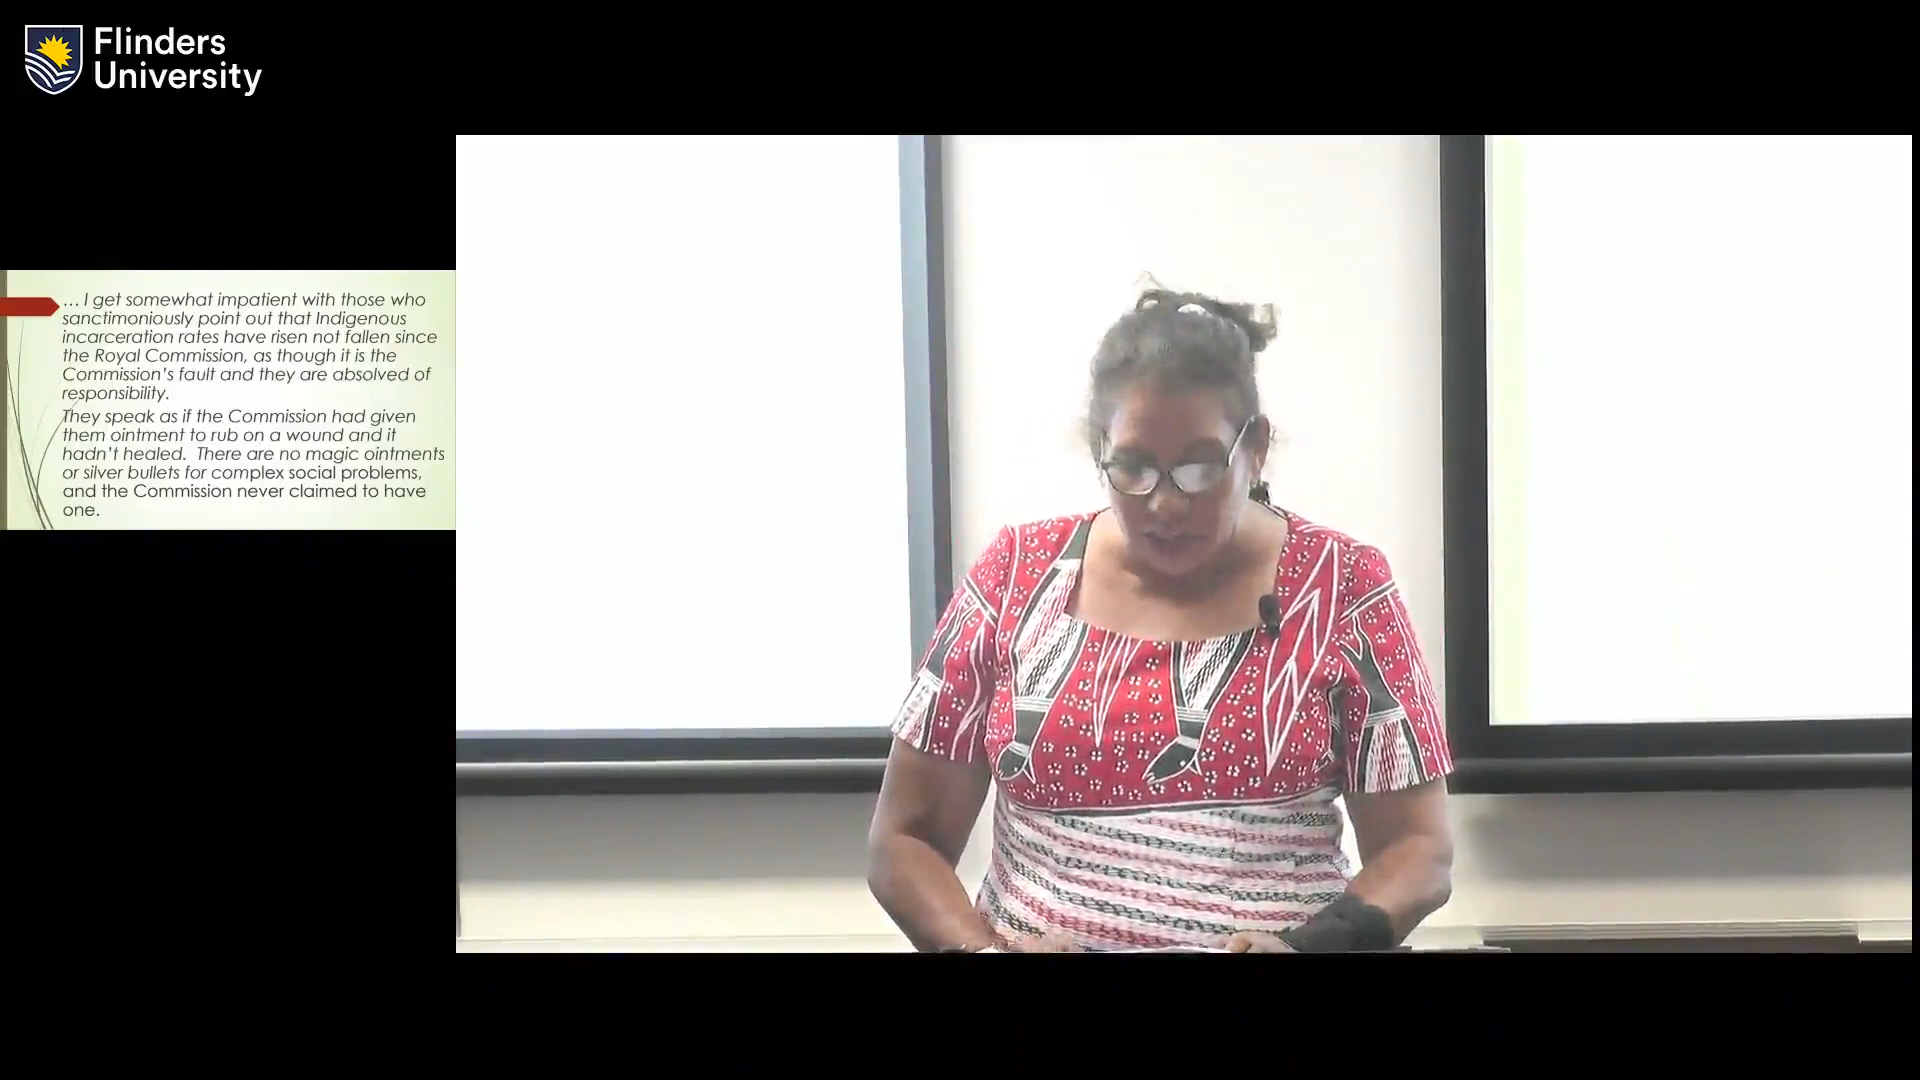 Flinders
University
... I get somewhat impatient with those who
sanctimoniously point out that Indigenous
incarceration rates have risen not fallen since
the Royal Commission, as though it is the
Commission's fault and they are absolved of
responsibility.
They speak as if the Commission had given
them ointment to rub on a wound and it
hadn't healed.  There are no magic ointments
or silver bullets for complex social problems,
and the Commission never claimed to have
one.